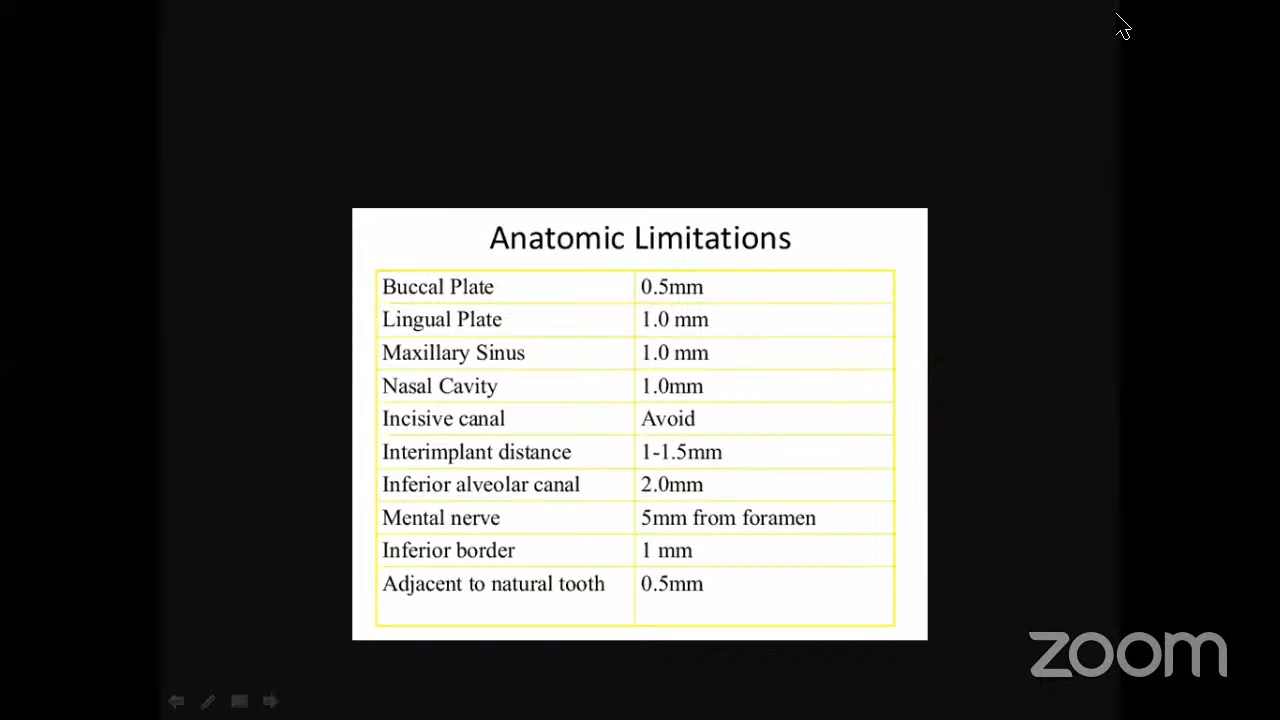 Anatomic Limitations
Buccal Plate 0.5mm
Lingual Plate 1.0 mm
Maxillary Sinus 1.0 mm
Nasal Cavity 1.0mm
Incisive canal Avoid
Interimplant distance 1-1.5mm
Inferior alveolar canal 2.0mm
Mental nerve 5mm from foramen
Inferior border 1 mm
Adjacent to natural tooth 0.5mm
zoom